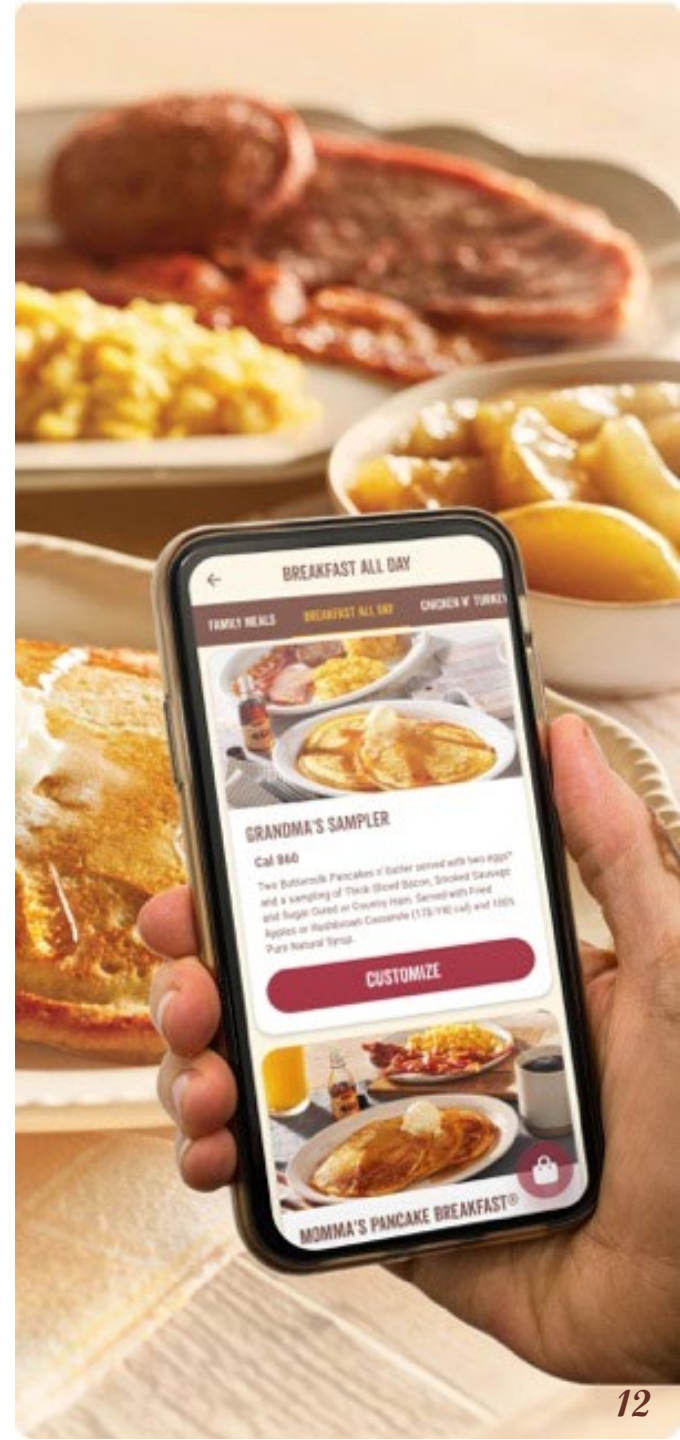 BREAKFAST ALL DAY
FAMILY MEALS BREAKFAST ALL DAY CHICKEN N' TURKEY
GRANDMA'S SAMPLER
Cal 860
Two Buttermilk Pancakes n' Batter served with two eggs*
and a sampling of Thick Sliced Bacon, Smoked Sausage
and Sugar Cured or Country Ham. Served with Fried
Apples or Hashbrown Casserole (170/190 cal) and 100%
Pure Natural Syrup.
CUSTOMIZE
MOMMA'S PANCAKE BREAKFAST®
12